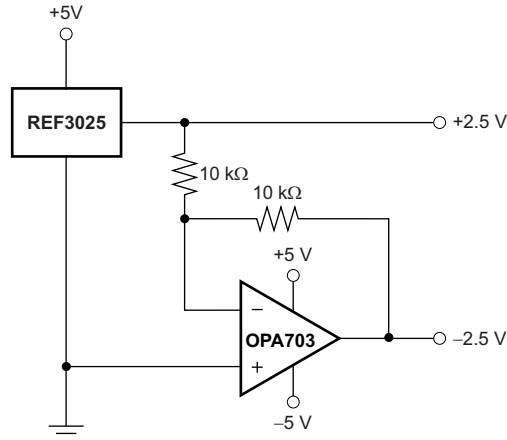 +5V
REF3025
+2.5 V
10 kΩ
10 kΩ
+5 V
−
OPA703
+
−2.5 V
−5 V